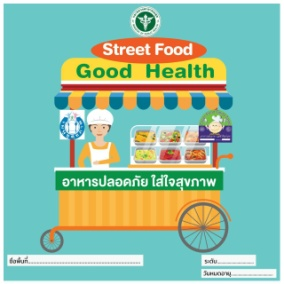 Street Food
Good Health
อาหารปลอดภัย ใส่ใจสุขภาพ
ชื่อพื้นที่..........................................................
ระดับ......................
วันหมดอายุ......................